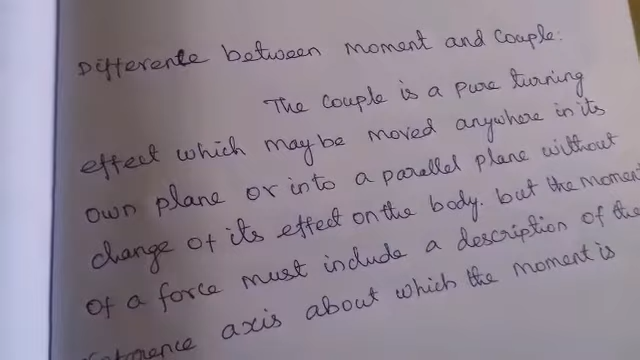 Difference between moment and couple:
The couple is a pure turning
effect which may be moved anywhere in its
own plane or into a parallel plane without
change of its effect on the body. but the moment
of a force must include a description of the
reference axis about which the moment is